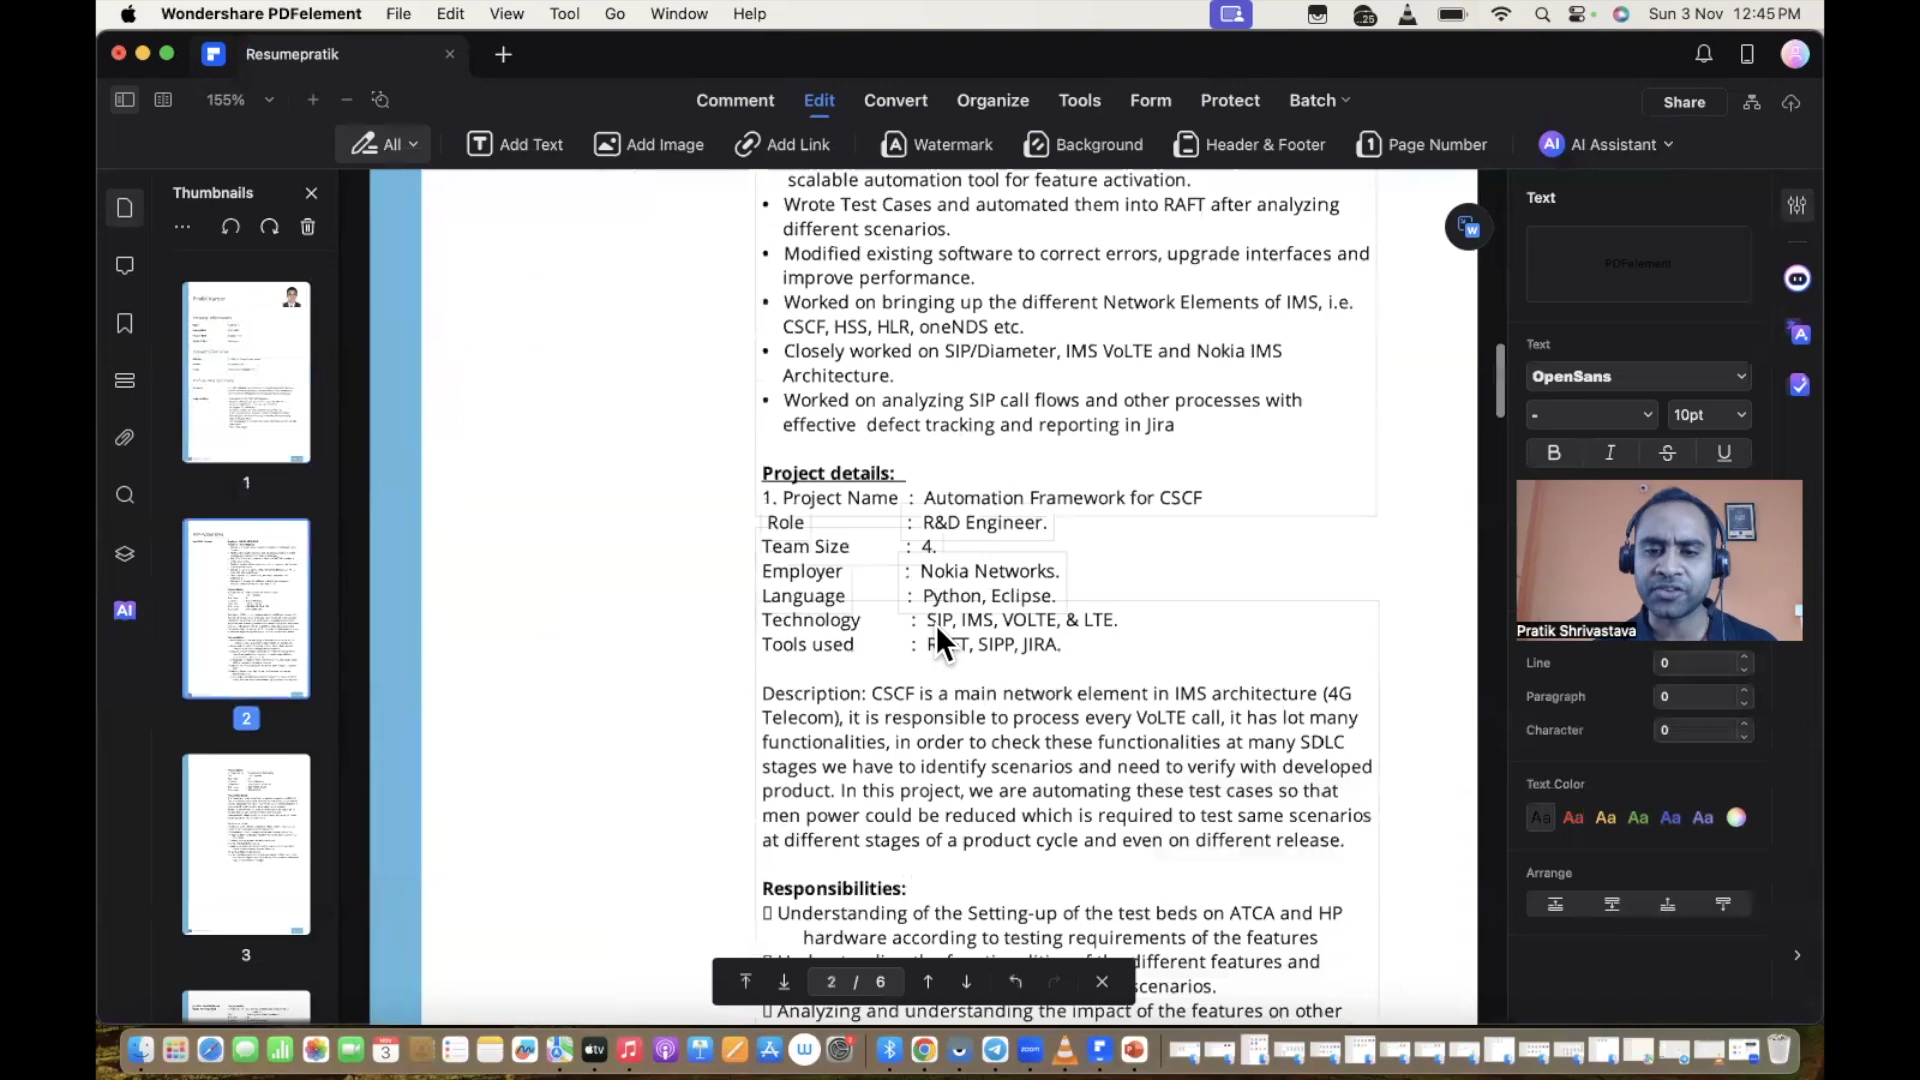 Wondershare PDFelement File Edit View Tool Go Window Help
.25
Sun 3 Nov 12:45 PM
Resumepratik
155%
Comment Edit Convert Organize Tools Form Protect Batch
Share
All Add Text Add Image Add Link Watermark Background Header & Footer Page Number AI AI Assistant
Thumbnails
1
2
3
AI
scalable automation tool for feature activation.
• Wrote Test Cases and automated them into RAFT after analyzing
different scenarios.
• Modified existing software to correct errors, upgrade interfaces and
improve performance.
• Worked on bringing up the different Network Elements of IMS, i.e.
CSCF, HSS, HLR, oneNDS etc.
• Closely worked on SIP/Diameter, IMS VoLTE and Nokia IMS
Architecture.
• Worked on analyzing SIP call flows and other processes with
effective defect tracking and reporting in Jira
Project details:
1. Project Name : Automation Framework for CSCF
Role : R&D Engineer.
Team Size : 4.
Employer : Nokia Networks.
Language : Python, Eclipse.
Technology : SIP, IMS, VOLTE, & LTE.
Tools used : SIPP, JIRA.
Description: CSCF is a main network element in IMS architecture (4G
Telecom), it is responsible to process every VoLTE call, it has lot many
functionalities, in order to check these functionalities at many SDLC
stages we have to identify scenarios and need to verify with developed
product. In this project, we are automating these test cases so that
men power could be reduced which is required to test same scenarios
at different stages of a product cycle and even on different release.
Responsibilities:
Understanding of the Setting-up of the test beds on ATCA and HP
hardware according to testing requirements of the features
different features and
scenarios.
Analyzing and understanding the impact of the features on other
2 / 6
Text
PDFelement
Text
OpenSans
- 10pt
B I S U
Pratik Shrivastava
Line 0
Paragraph 0
Character 0
Text Color
Aa Aa Aa Aa Aa Aa
Arrange